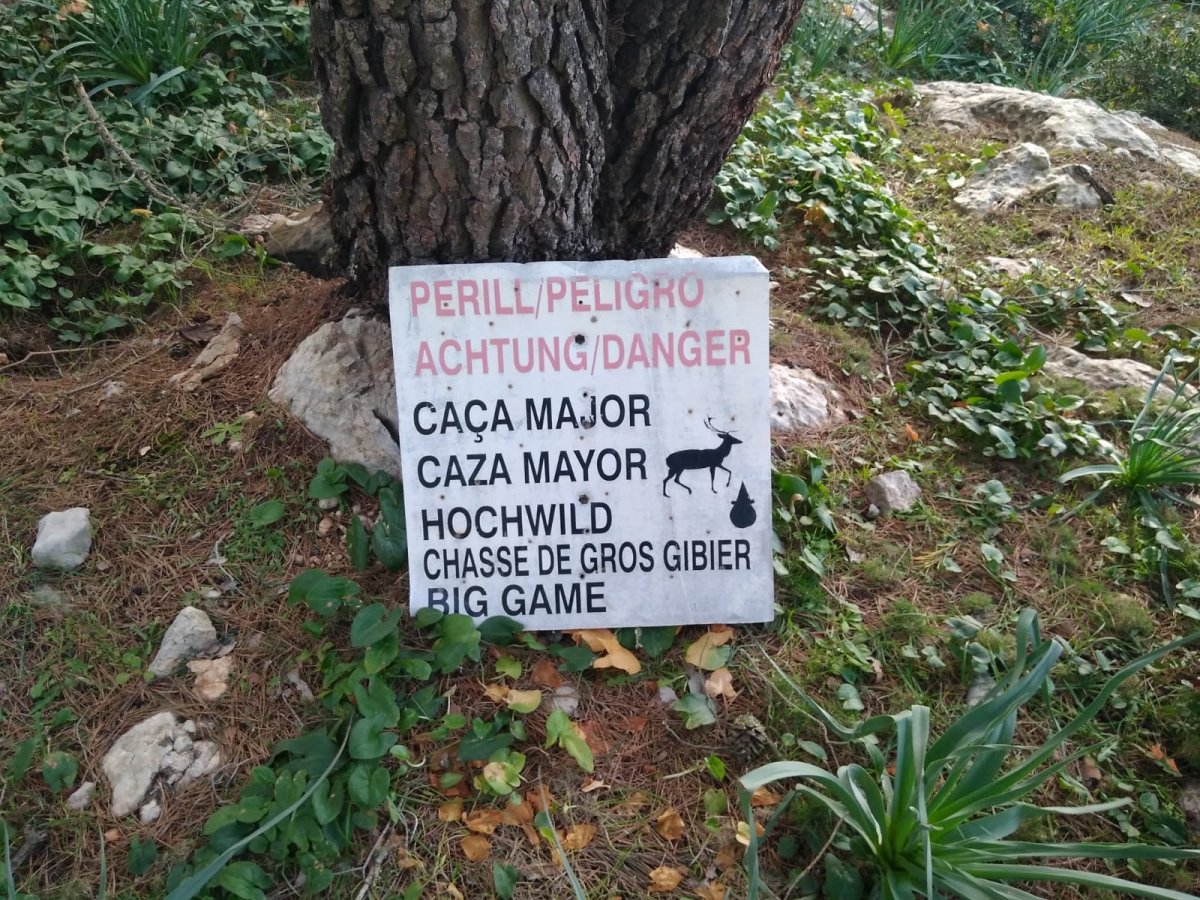 PERILL/PELIGRO
ACHTUNG/DANGER
CAÇA MAJOR
CAZA MAYOR
HOCHWILD
CHASSE DE GROS GIBIER
BIG GAME